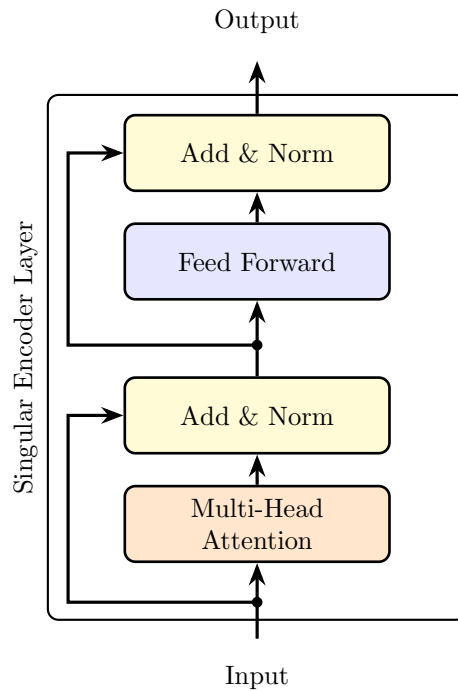 Output
Add & Norm
Feed Forward
Singular Encoder Layer
Add & Norm
Multi-Head
Attention
Input